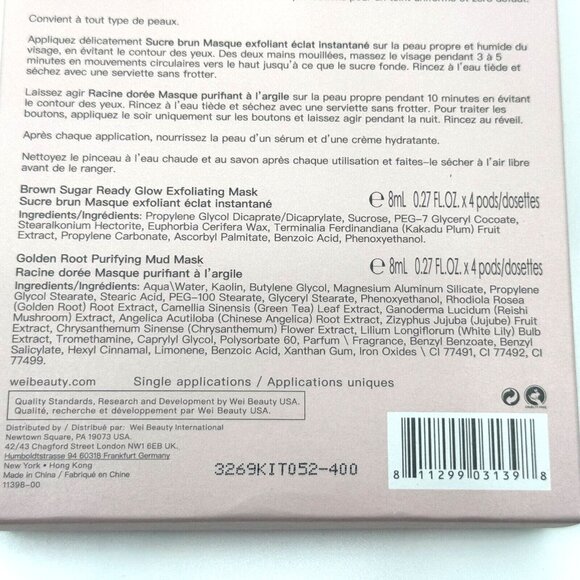 pour un teint uniforme et zéro défaut.
Convient à tout type de peaux.
Appliquez délicatement Sucre brun Masque exfoliant éclat instantané sur la peau propre et humide du
visage, en évitant le contour des yeux. Des deux mains mouillées, massez le visage pendant 3 à 5
minutes en mouvements circulaires vers le haut jusqu'à ce que le sucre fonde. Rincez à l'eau tiède et
séchez avec une serviette sans frotter.
Laissez agir Racine dorée Masque purifiant à l'argile sur la peau propre pendant 10 minutes en évitant
le contour des yeux. Rincez à l'eau tiède et séchez avec une serviette sans frotter. Pour traiter les
boutons, appliquez le soir uniquement sur les boutons et laissez agir pendant la nuit. Rincez au réveil.
Après chaque application, nourrissez la peau d'un sérum et d'une crème hydratante.
Nettoyez le pinceau à l'eau chaude et au savon après chaque utilisation et faites-le sécher à l'air libre
avant de le ranger.
Brown Sugar Ready Glow Exfoliating Mask
Sucre brun Masque exfoliant éclat instantané
℮ 8mL 0.27 FL.OZ. x 4 pods/dosettes
Ingredients/Ingrédients: Propylene Glycol Dicaprate/Dicaprylate, Sucrose, PEG-7 Glyceryl Cocoate,
Stearalkonium Hectorite, Euphorbia Cerifera Wax, Terminalia Ferdinandiana (Kakadu Plum) Fruit
Extract, Propylene Carbonate, Ascorbyl Palmitate, Benzoic Acid, Phenoxyethanol.
Golden Root Purifying Mud Mask
Racine dorée Masque purifiant à l'argile
℮ 8mL 0.27 FL.OZ. x 4 pods/dosettes
Ingredients/Ingrédients: Aqua\Water, Kaolin, Butylene Glycol, Magnesium Aluminum Silicate, Propylene
Glycol Stearate, Stearic Acid, PEG-100 Stearate, Glyceryl Stearate, Phenoxyethanol, Rhodiola Rosea
(Golden Root) Root Extract, Camellia Sinensis (Green Tea) Leaf Extract, Ganoderma Lucidum (Reishi
Mushroom) Extract, Angelica Acutiloba (Chinese Angelica) Root Extract, Zizyphus Jujuba (Jujube) Fruit
Extract, Chrysanthemum Sinense (Chrysanthemum) Flower Extract, Lillium Longiflorum (White Lily) Bulb
Extract, Tromethamine, Caprylyl Glycol, Polysorbate 60, Parfum \ Fragrance, Benzyl Benzoate, Benzyl
Salicylate, Hexyl Cinnamal, Limonene, Benzoic Acid, Xanthan Gum, Iron Oxides \ CI 77491, CI 77492, CI
77499.
weibeauty.com Single applications / Applications uniques
Quality Standards, Research and Development by Wei Beauty USA.
Qualité, recherche et développement par Wei Beauty USA.
Distributed by / Distribué par : Wei Beauty International
Newtown Square, PA 19073 USA.
42/43 Chagford Street London NW1 6EB UK.
Humboldtstraße 94 60318 Frankfurt Germany
New York • Hong Kong
Made in China / Fabriqué en Chine
11398-00
3269KIT052-400
8 11299 03139 8